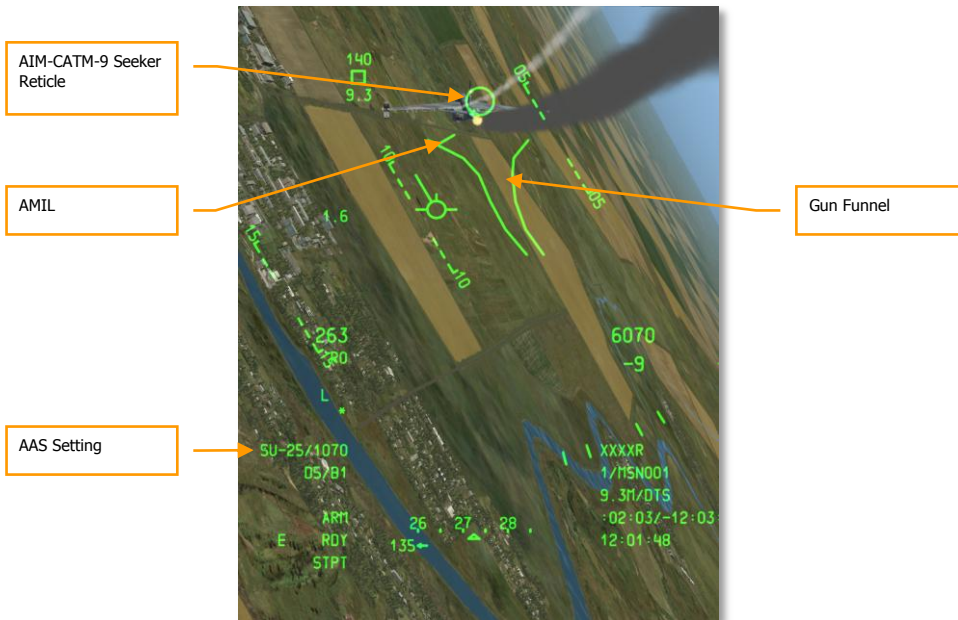 AIM-CATM-9 Seeker
Reticle
AMIL
AAS Setting
Gun Funnel
140
9.3
05
05
10
10
1.6
15
263
6070
-9
L
*
SU-25/1070
05/B1
ARM
E RDY
STPT
26 27 28
135←
XXXXR
1/MSN001
9.3M/DTS
:02:03/-12:03:
12:01:48